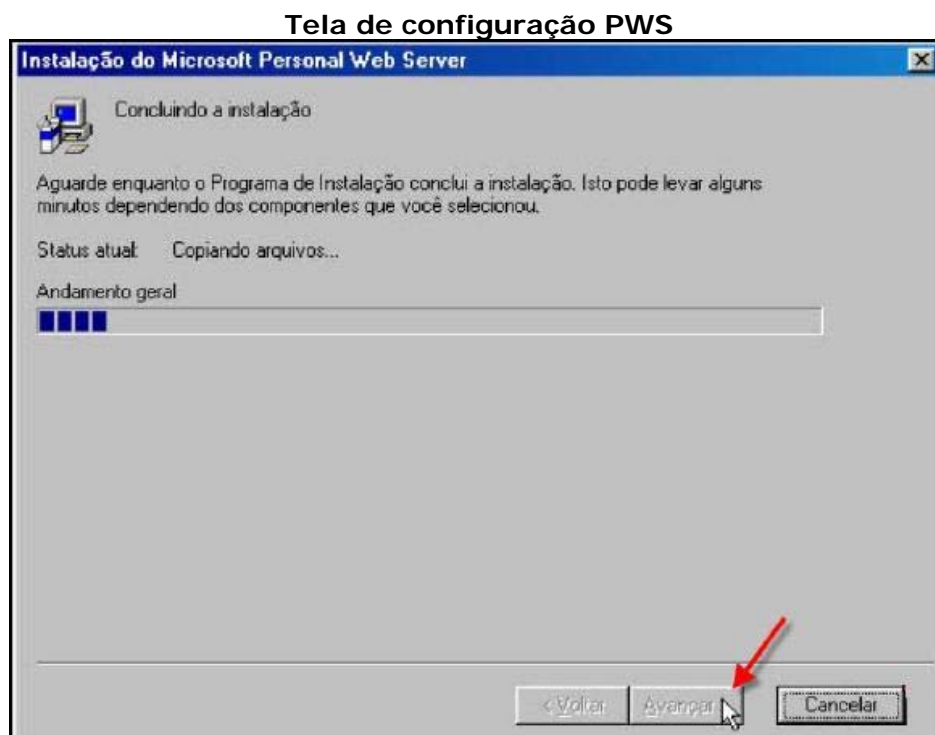 Tela de configuração PWS
Instalação do Microsoft Personal Web Server
Concluindo a instalação
Aguarde enquanto o Programa de Instalação conclui a instalação. Isto pode levar alguns
minutos dependendo dos componentes que você selecionou.
Status atual: Copiando arquivos...
Andamento geral
< Voltar Avançar Cancelar